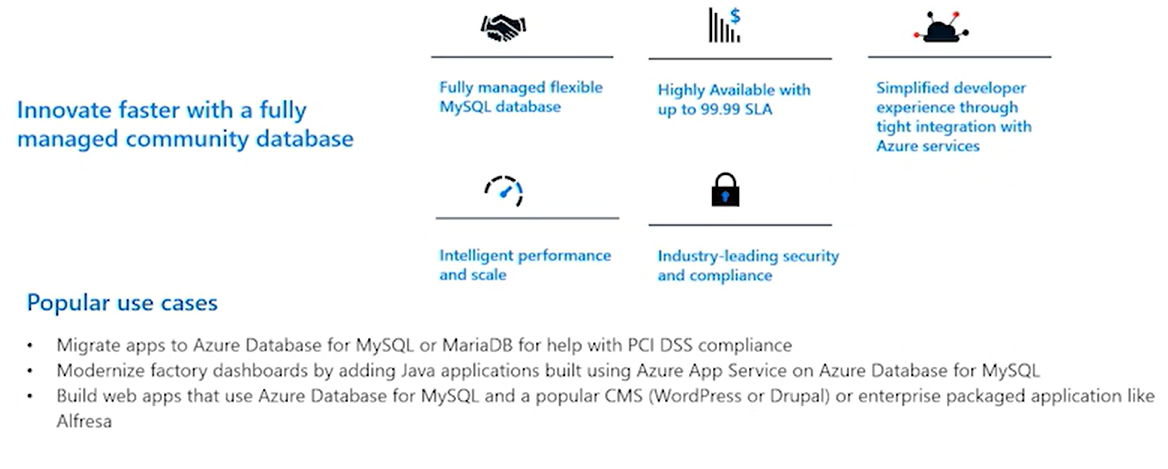 Innovate faster with a fully
managed community database
Fully managed flexible
MySQL database
Highly Available with
up to 99.99 SLA
Simplified developer
experience through
tight integration with
Azure services
Intelligent performance
and scale
Industry-leading security
and compliance
$
Popular use cases
• Migrate apps to Azure Database for MySQL or MariaDB for help with PCI DSS compliance
• Modernize factory dashboards by adding Java applications built using Azure App Service on Azure Database for MySQL
• Build web apps that use Azure Database for MySQL and a popular CMS (WordPress or Drupal) or enterprise packaged application like
Alfresa